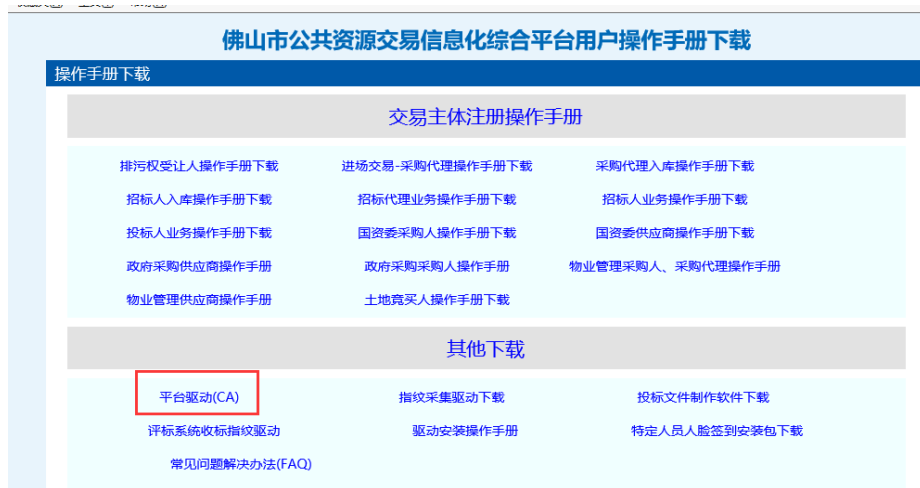 佛山市公共资源交易信息化综合平台用户操作手册下载
操作手册下载
交易主体注册操作手册
排污权受让人操作手册下载 进场交易-采购代理操作手册下载 采购代理入库操作手册下载
招标人入库操作手册下载 招标代理业务操作手册下载 招标人业务操作手册下载
投标人业务操作手册下载 国资委采购人操作手册下载 国资委供应商操作手册下载
政府采购供应商操作手册 政府采购采购人操作手册 物业管理采购人、采购代理操作手册
物业管理供应商操作手册 土地竞买人操作手册下载
其他下载
平台驱动(CA) 指纹采集驱动下载 投标文件制作软件下载
评标系统收标指纹驱动 驱动安装操作手册 特定人员人脸签到安装包下载
常见问题解决办法(FAQ)